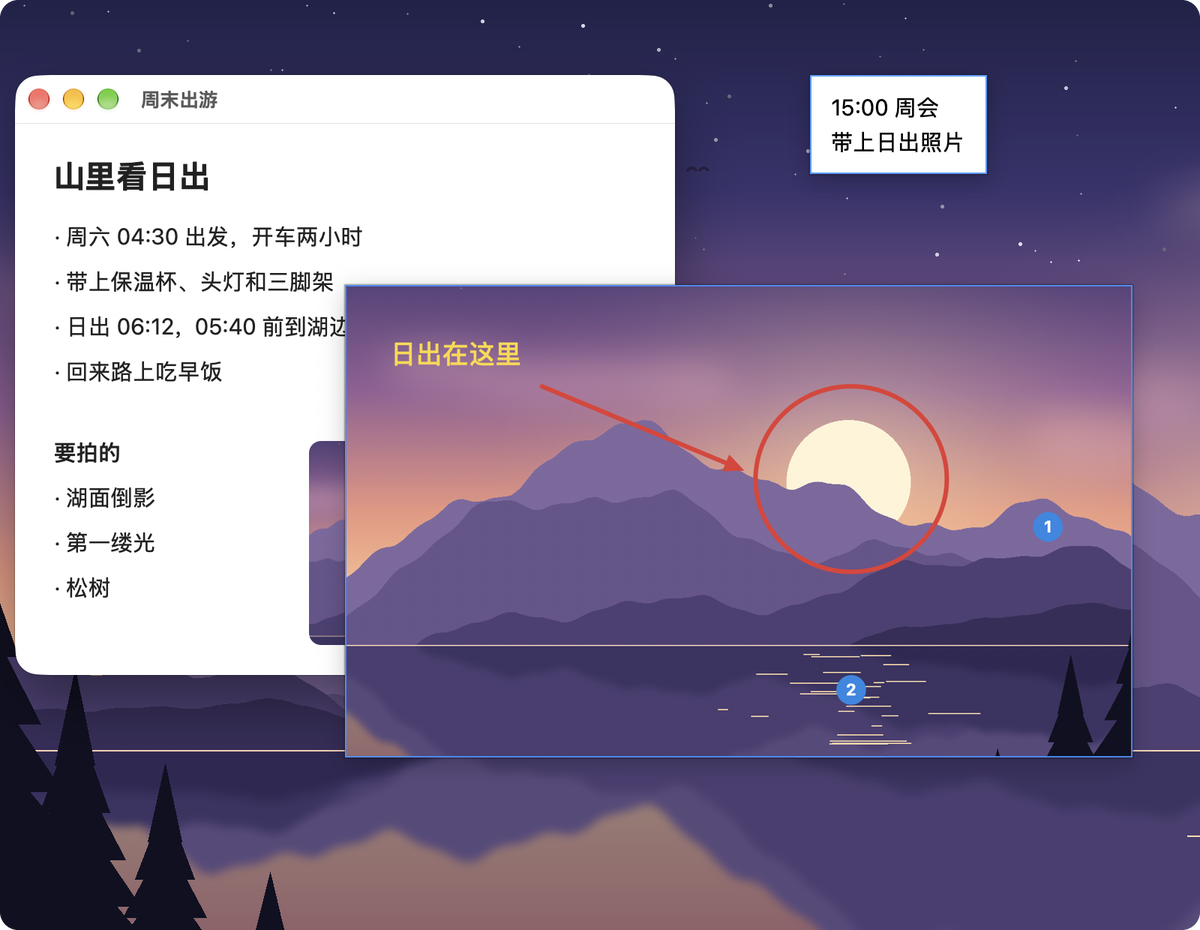 周末出游
山里看日出
· 周六 04:30 出发，开车两小时
· 带上保温杯、头灯和三脚架
· 日出 06:12，05:40 前到湖边
· 回来路上吃早饭
要拍的
· 湖面倒影
· 第一缕光
· 松树
15:00 周会
带上日出照片
日出在这里
1
2